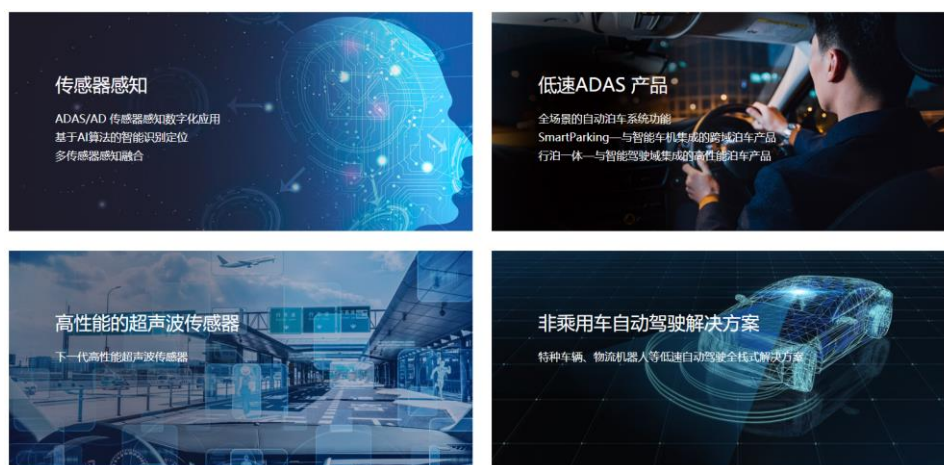 传感器感知
ADAS/AD 传感器感知数字化应用
基于AI算法的智能识别定位
多传感器感知融合
低速ADAS 产品
全场景的自动泊车系统功能
SmartParking—与智能车机集成的跨域泊车产品
行泊一体—与智能驾驶域集成的高性能泊车产品
高性能的超声波传感器
下一代高性能超声波传感器
非乘用车自动驾驶解决方案
特种车辆、物流机器人等低速自动驾驶全栈式解决方案